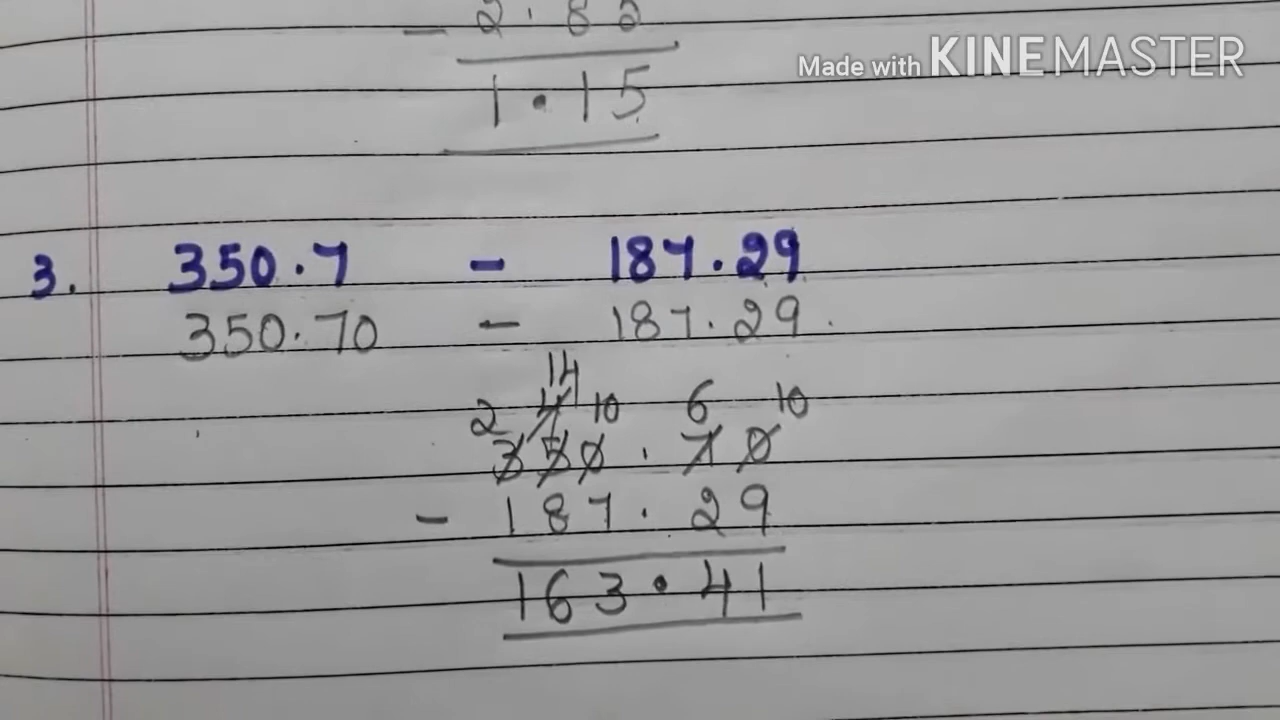 Made with KINEMASTER
1.15
3. 350.7 - 187.29
350.70 - 187.29.
14
2 4 10 6 10
350.70
- 187.29
163.41